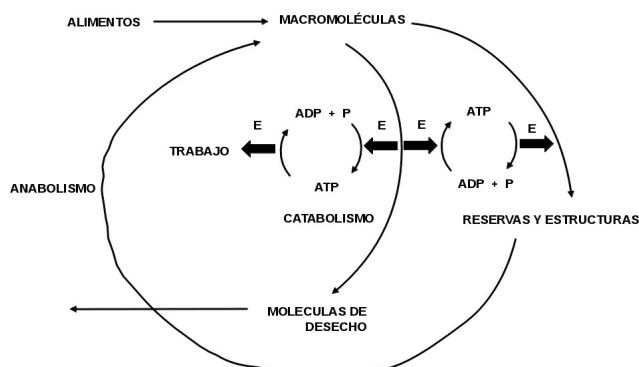 ALIMENTOS
MACROMOLÉCULAS
E
ADP + P
E
E
ATP
E
TRABAJO
ATP
ADP + P
ANABOLISMO
CATABOLISMO
RESERVAS Y ESTRUCTURAS
MOLECULAS DE
DESECHO